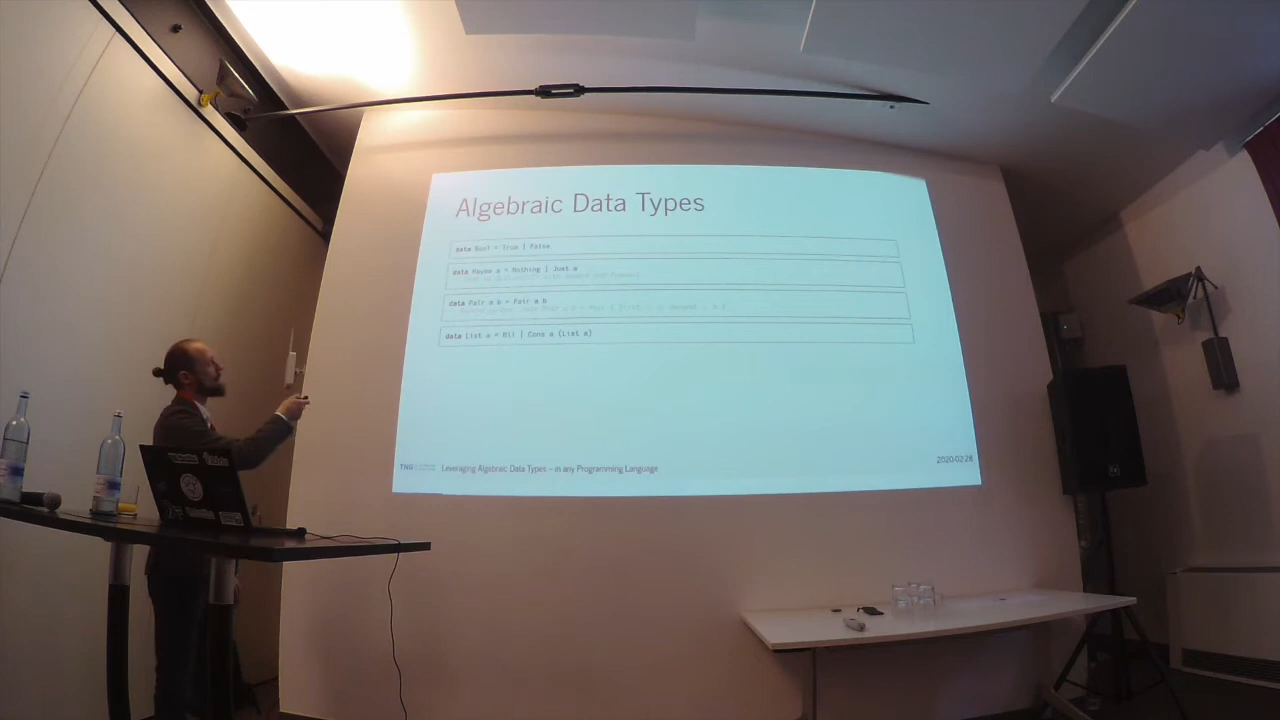 Algebraic Data Types
data Bool = True | False
data Maybe a = Nothing | Just a
data Pair a b = Pair a b
data List a = Nil | Cons a (List a)
TNG Leveraging Algebraic Data Types – in any Programming Language
2020-02-28